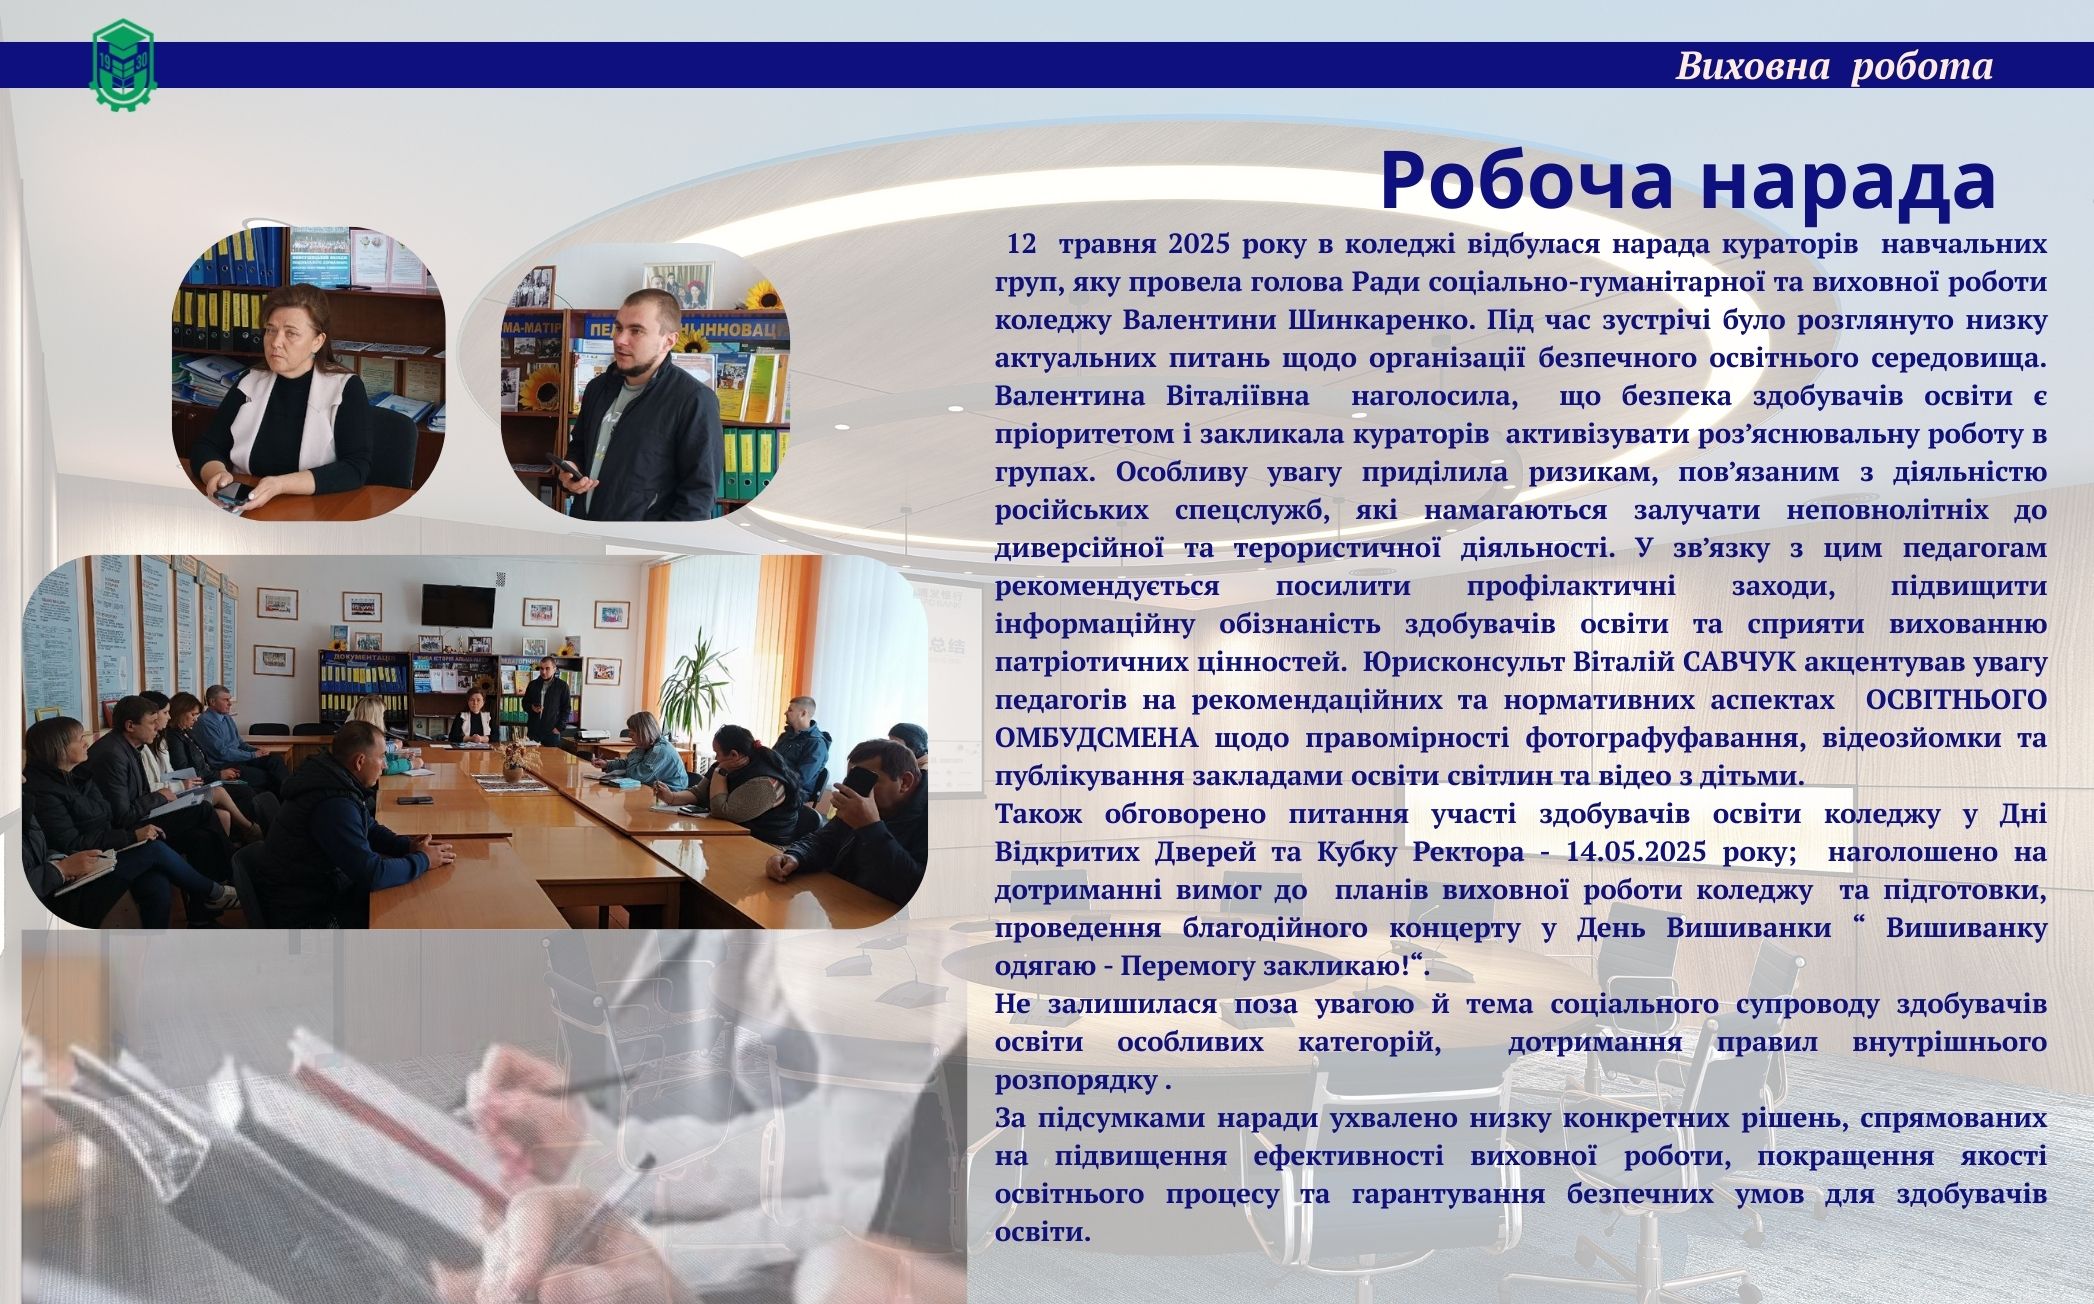 19 30
Виховна робота
Робоча нарада
12 травня 2025 року в коледжі відбулася нарада кураторів навчальних
груп, яку провела голова Ради соціально-гуманітарної та виховної роботи
коледжу Валентини Шинкаренко. Під час зустрічі було розглянуто низку
актуальних питань щодо організації безпечного освітнього середовища.
Валентина Віталіївна наголосила, що безпека здобувачів освіти є
пріоритетом і закликала кураторів активізувати роз’яснювальну роботу в
групах. Особливу увагу приділила ризикам, пов’язаним з діяльністю
російських спецслужб, які намагаються залучати неповнолітніх до
диверсійної та терористичної діяльності. У зв’язку з цим педагогам
рекомендується посилити профілактичні заходи, підвищити
інформаційну обізнаність здобувачів освіти та сприяти вихованню
патріотичних цінностей. Юрисконсульт Віталій САВЧУК акцентував увагу
педагогів на рекомендаційних та нормативних аспектах ОСВІТНЬОГО
ОМБУДСМЕНА щодо правомірності фотографуфавання, відеозйомки та
публікування закладами освіти світлин та відео з дітьми.
Також обговорено питання участі здобувачів освіти коледжу у Дні
Відкритих Дверей та Кубку Ректора - 14.05.2025 року; наголошено на
дотриманні вимог до планів виховної роботи коледжу та підготовки,
проведення благодійного концерту у День Вишиванки “ Вишиванку
одягаю - Перемогу закликаю!“.
Не залишилася поза увагою й тема соціального супроводу здобувачів
освіти особливих категорій, дотримання правил внутрішнього
розпорядку .
За підсумками наради ухвалено низку конкретних рішень, спрямованих
на підвищення ефективності виховної роботи, покращення якості
освітнього процесу та гарантування безпечних умов для здобувачів
освіти.
МА-МАТІР
ДОКУМЕНТАЦІЯ
总结